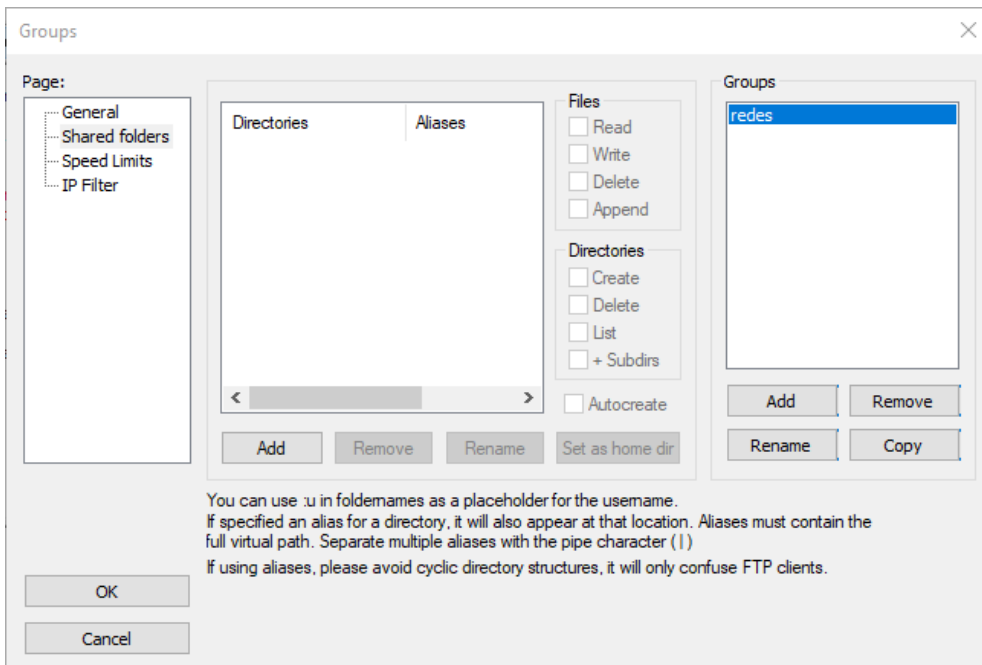 Groups
Page:
General
Shared folders
Speed Limits
IP Filter
Directories Aliases
Files
Read
Write
Delete
Append
Directories
Create
Delete
List
+ Subdirs
Autocreate
Add Remove Rename Set as home dir
Groups
redes
Add Remove
Rename Copy
You can use :u in foldernames as a placeholder for the username.
If specified an alias for a directory, it will also appear at that location. Aliases must contain the
full virtual path. Separate multiple aliases with the pipe character (|)
If using aliases, please avoid cyclic directory structures, it will only confuse FTP clients.
OK
Cancel